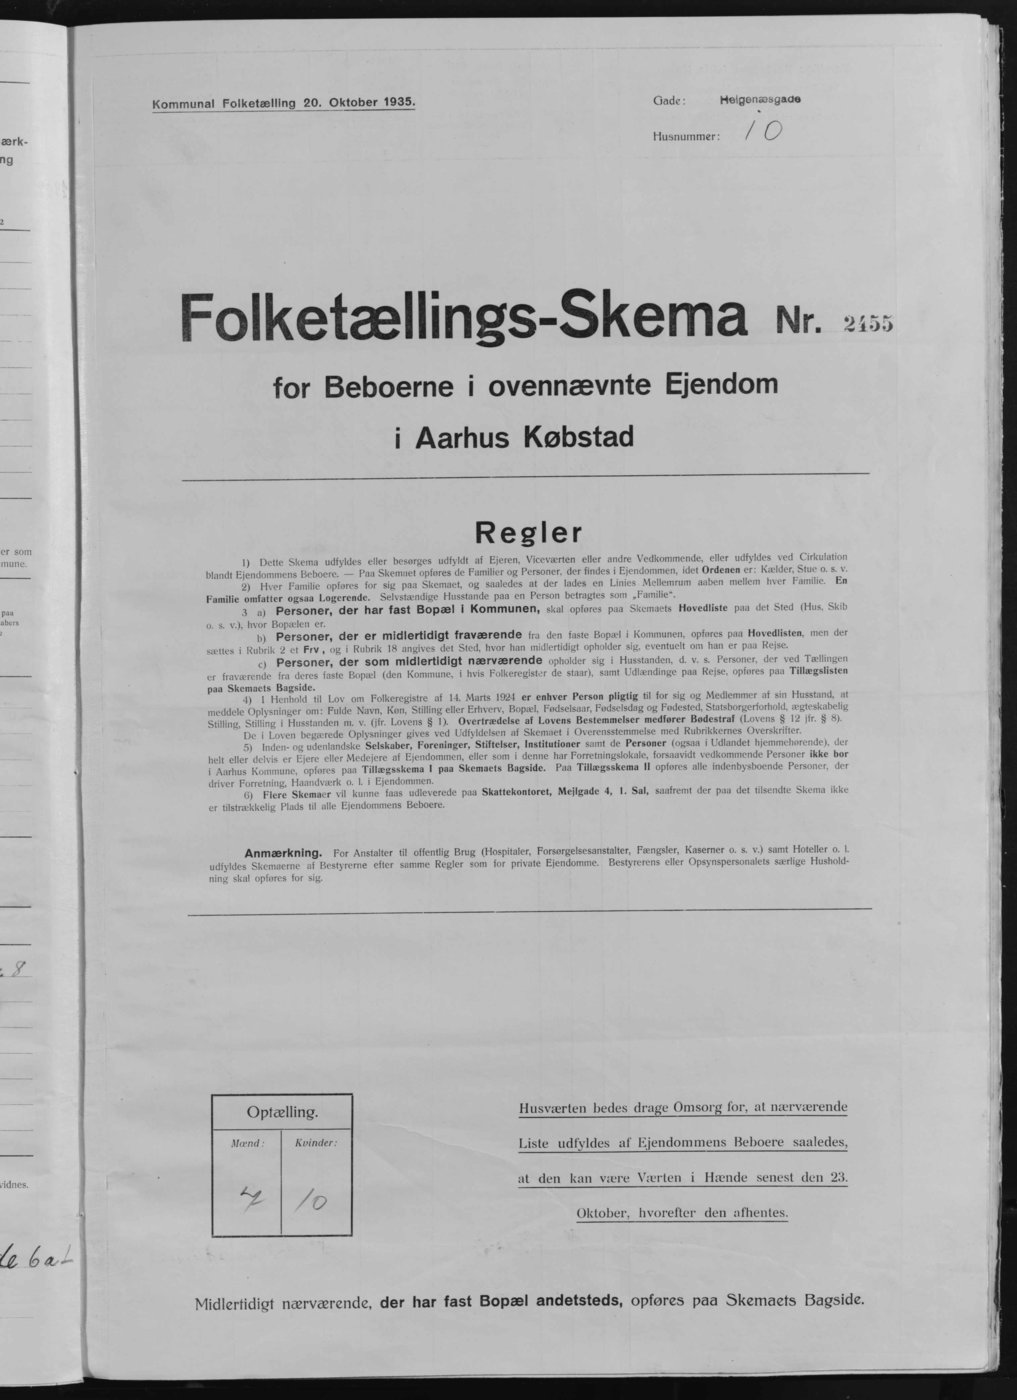 Kommunal Folketælling 20. Oktober 1935.
Gade: Helgenæsgade
Husnummer: 10
Folketællings-Skema Nr. 2455
for Beboerne i ovennævnte Ejendom
i Aarhus Købstad
Regler
1) Dette Skema udfyldes eller besørges udfyldt af Ejeren, Viceværten eller andre Vedkommende, eller udfyldes ved Cirkulation
blandt Ejendommens Beboere. — Paa Skemaet opføres de Familier og Personer, der findes i Ejendommen, idet Ordenen er: Kælder, Stue o. s. v.
2) Hver Familie opføres for sig paa Skemaet, og saaledes at der lades en Linies Mellemrum aaben mellem hver Familie. En
Familie omfatter ogsaa Logerende. Selvstændige Husstande paa en Person betragtes som „Familie“.
3 a) Personer, der har fast Bopæl i Kommunen, skal opføres paa Skemaets Hovedliste paa det Sted (Hus, Skib
o. s. v.), hvor Bopælen er.
b) Personer, der er midlertidigt fraværende fra den faste Bopæl i Kommunen, opføres paa Hovedlisten, men der
sættes i Rubrik 2 et Frv , og i Rubrik 18 angives det Sted, hvor han midlertidigt opholder sig, eventuelt om han er paa Rejse.
c) Personer, der som midlertidigt nærværende opholder sig i Husstanden, d. v. s. Personer, der ved Tællingen
er fraværende fra deres faste Bopæl (den Kommune, i hvis Folkeregister de staar), samt Udlændinge paa Rejse, opføres paa Tillægslisten
paa Skemaets Bagside.
4) I Henhold til Lov om Folkeregistre af 14. Marts 1924 er enhver Person pligtig til for sig og Medlemmer af sin Husstand, at
meddele Oplysninger om: Fulde Navn, Køn, Stilling eller Erhverv, Bopæl, Fødselsaar, Fødselsdag og Fødested, Statsborgerforhold, ægteskabelig
Stilling, Stilling i Husstanden m. v. (jfr. Lovens § 1). Overtrædelse af Lovens Bestemmelser medfører Bødestraf (Lovens § 12 jfr. § 8).
De i Loven begærede Oplysninger gives ved Udfyldelsen af Skemaet i Overensstemmelse med Rubrikkernes Overskrifter.
5) Inden- og udenlandske Selskaber, Foreninger, Stiftelser, Institutioner samt de Personer (ogsaa i Udlandet hjemmehørende), der
helt eller delvis er Ejere eller Medejere af Ejendommen, eller som i denne har Forretningslokale, forsaavidt vedkommende Personer ikke bor
i Aarhus Kommune, opføres paa Tillægsskema I paa Skemaets Bagside. Paa Tillægsskema II opføres alle indenbysboende Personer, der
driver Forretning, Haandværk o. l. i Ejendommen.
6) Flere Skemaer vil kunne faas udleverede paa Skattekontoret, Mejlgade 4, 1. Sal, saafremt der paa det tilsendte Skema ikke
er tilstrækkelig Plads til alle Ejendommens Beboere.
Anmærkning. For Anstalter til offentlig Brug (Hospitaler, Forsørgelsesanstalter, Fængsler, Kaserner o. s. v.) samt Hoteller o. l.
udfyldes Skemaerne af Bestyrerne efter samme Regler som for private Ejendomme. Bestyrerens eller Opsynspersonalets særlige Hushold-
ning skal opføres for sig.
Optælling.
Mænd: Kvinder:
7 10
Husværten bedes drage Omsorg for, at nærværende
Liste udfyldes af Ejendommens Beboere saaledes,
at den kan være Værten i Hænde senest den 23.
Oktober, hvorefter den afhentes.
Midlertidigt nærværende, der har fast Bopæl andetsteds, opføres paa Skemaets Bagside.